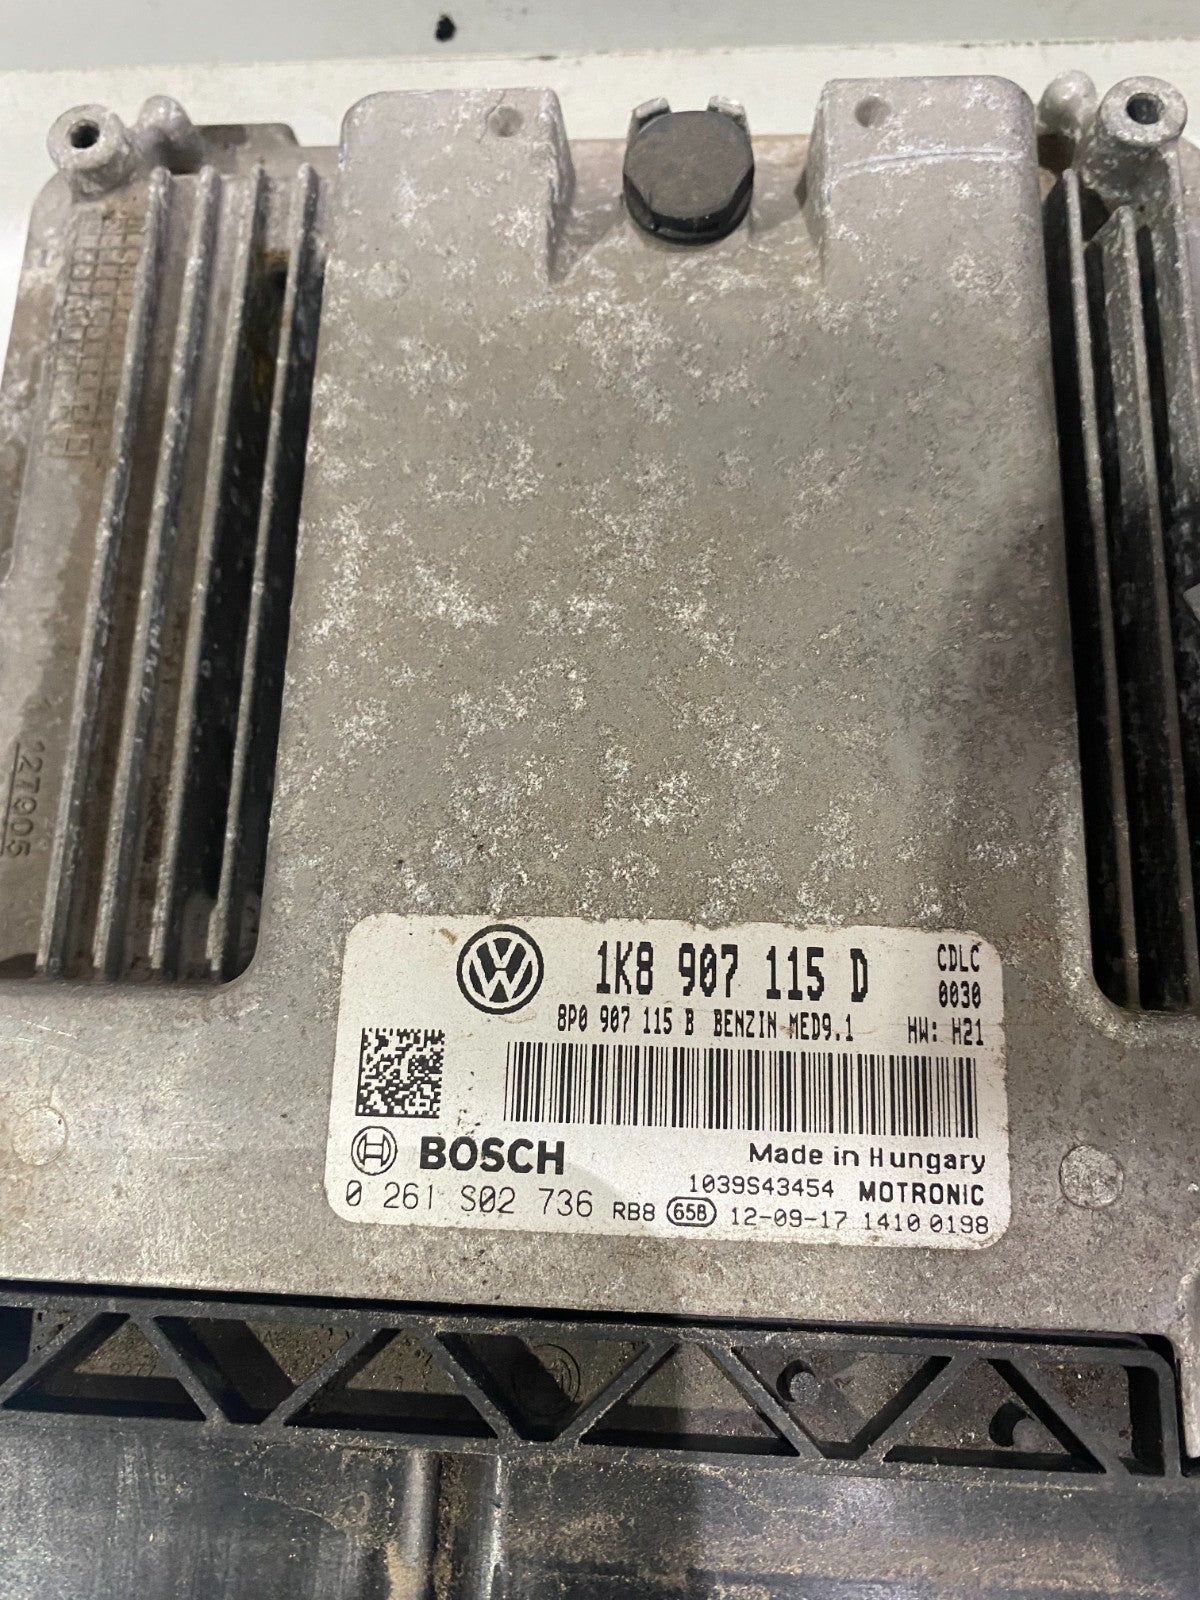 1K8 907 115 D
CDLC
0030
8P0 907 115 B BENZIN MED9.1
HW: H21
BOSCH
Made in Hungary
1039S43454 MOTRONIC
0 261 S02 736 RB8 658 12-09-17 1410 0198
127905